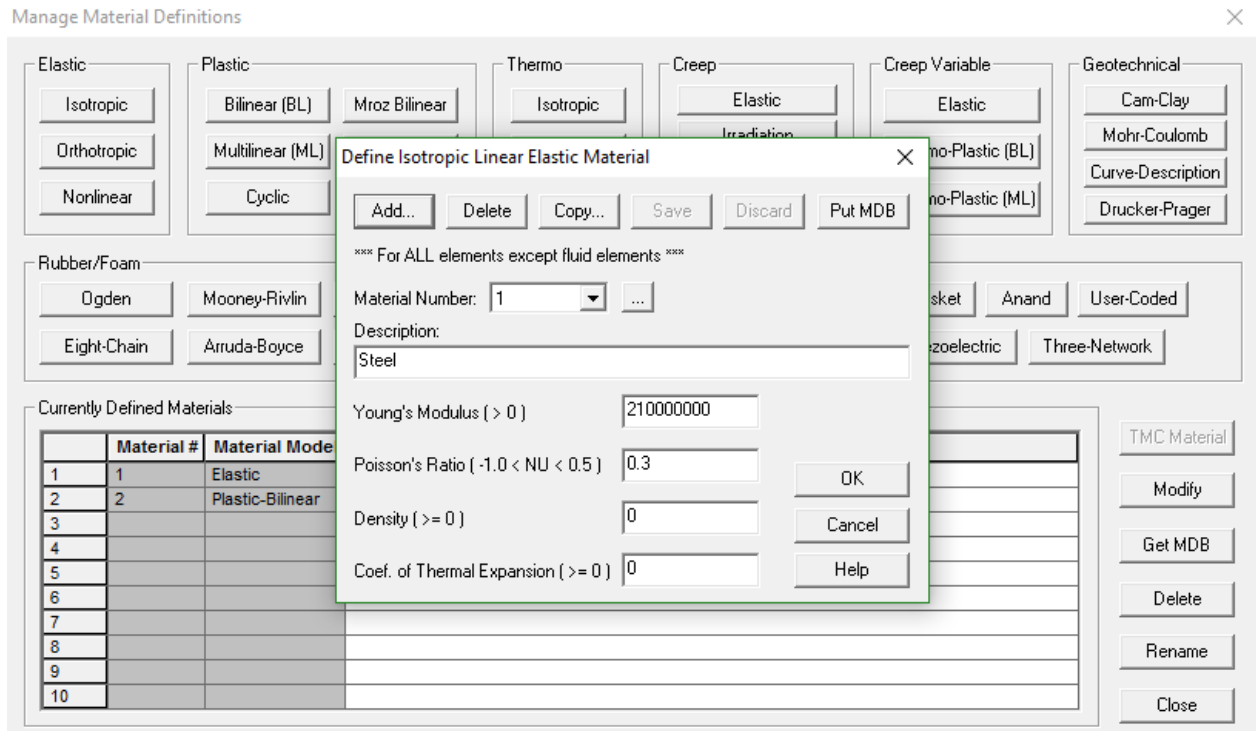 Manage Material Definitions
Elastic
Plastic
Thermo
Creep
Creep Variable
Geotechnical
Isotropic
Bilinear (BL)
Mroz Bilinear
Isotropic
Elastic
Elastic
Cam-Clay
Irradiation
Mohr-Coulomb
Orthotropic
Multilinear (ML)
mo-Plastic (BL)
Curve-Description
Nonlinear
Cyclic
mo-Plastic (ML)
Drucker-Prager
Define Isotropic Linear Elastic Material
Add...
Delete
Copy...
Save
Discard
Put MDB
*** For ALL elements except fluid elements ***
Material Number:
1
...
Description:
Steel
Young's Modulus ( > 0 )
210000000
Poisson's Ratio ( -1.0 < NU < 0.5 )
0.3
Density ( >= 0 )
0
Coef. of Thermal Expansion ( >= 0 )
0
OK
Cancel
Help
Rubber/Foam
Ogden
Mooney-Rivlin
sket
Anand
User-Coded
Eight-Chain
Arruda-Boyce
zoelectric
Three-Network
Currently Defined Materials
Material #
Material Mode
1
1
Elastic
2
2
Plastic-Bilinear
3
4
5
6
7
8
9
10
TMC Material
Modify
Get MDB
Delete
Rename
Close